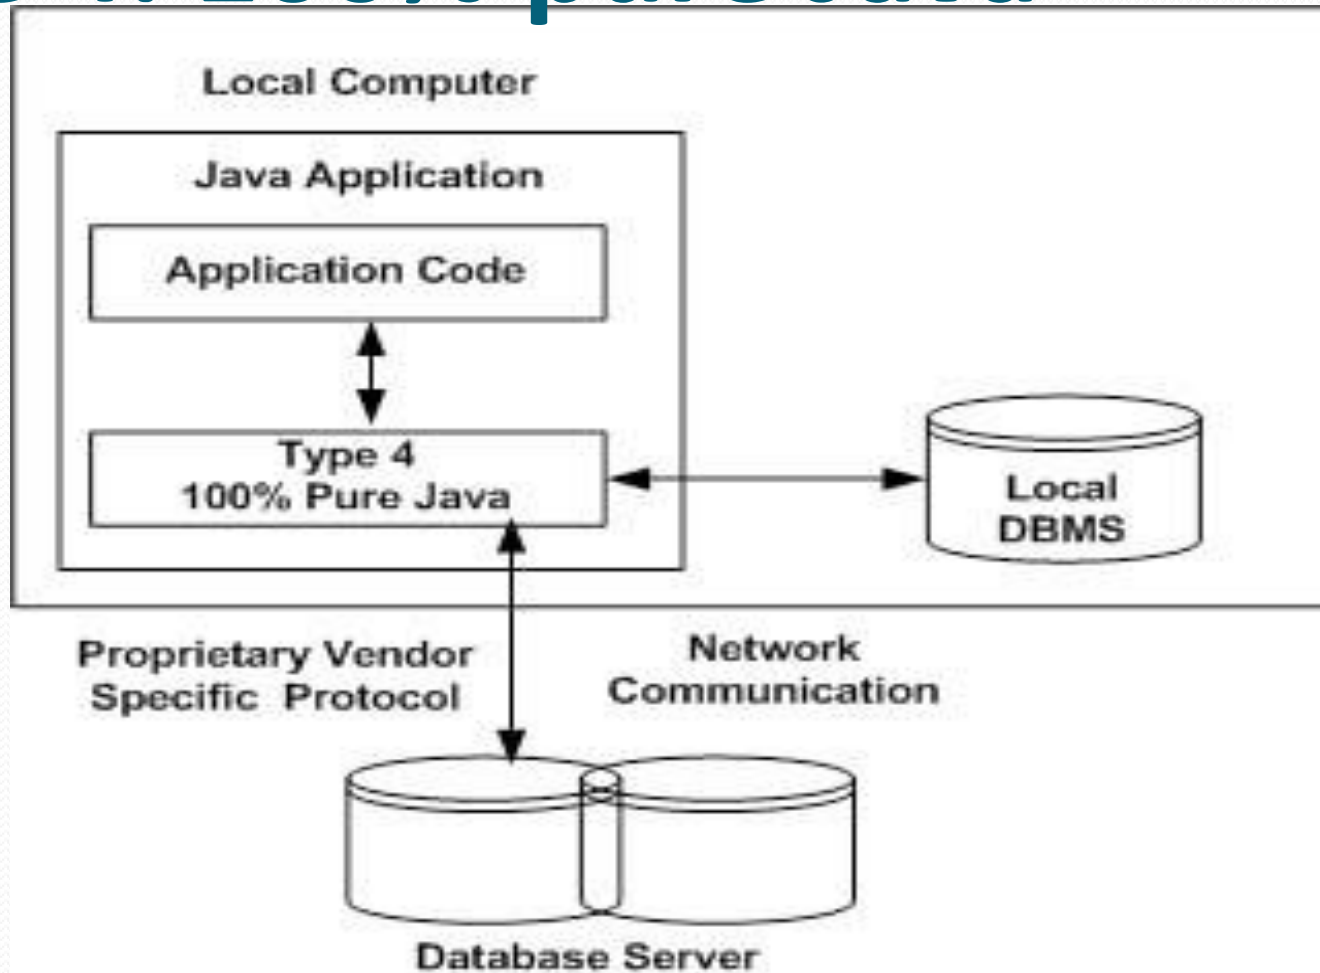 Local Computer
Java Application
Application Code
Type 4
100% Pure Java
Local
DBMS
Proprietary Vendor
Specific Protocol
Network
Communication
Database Server